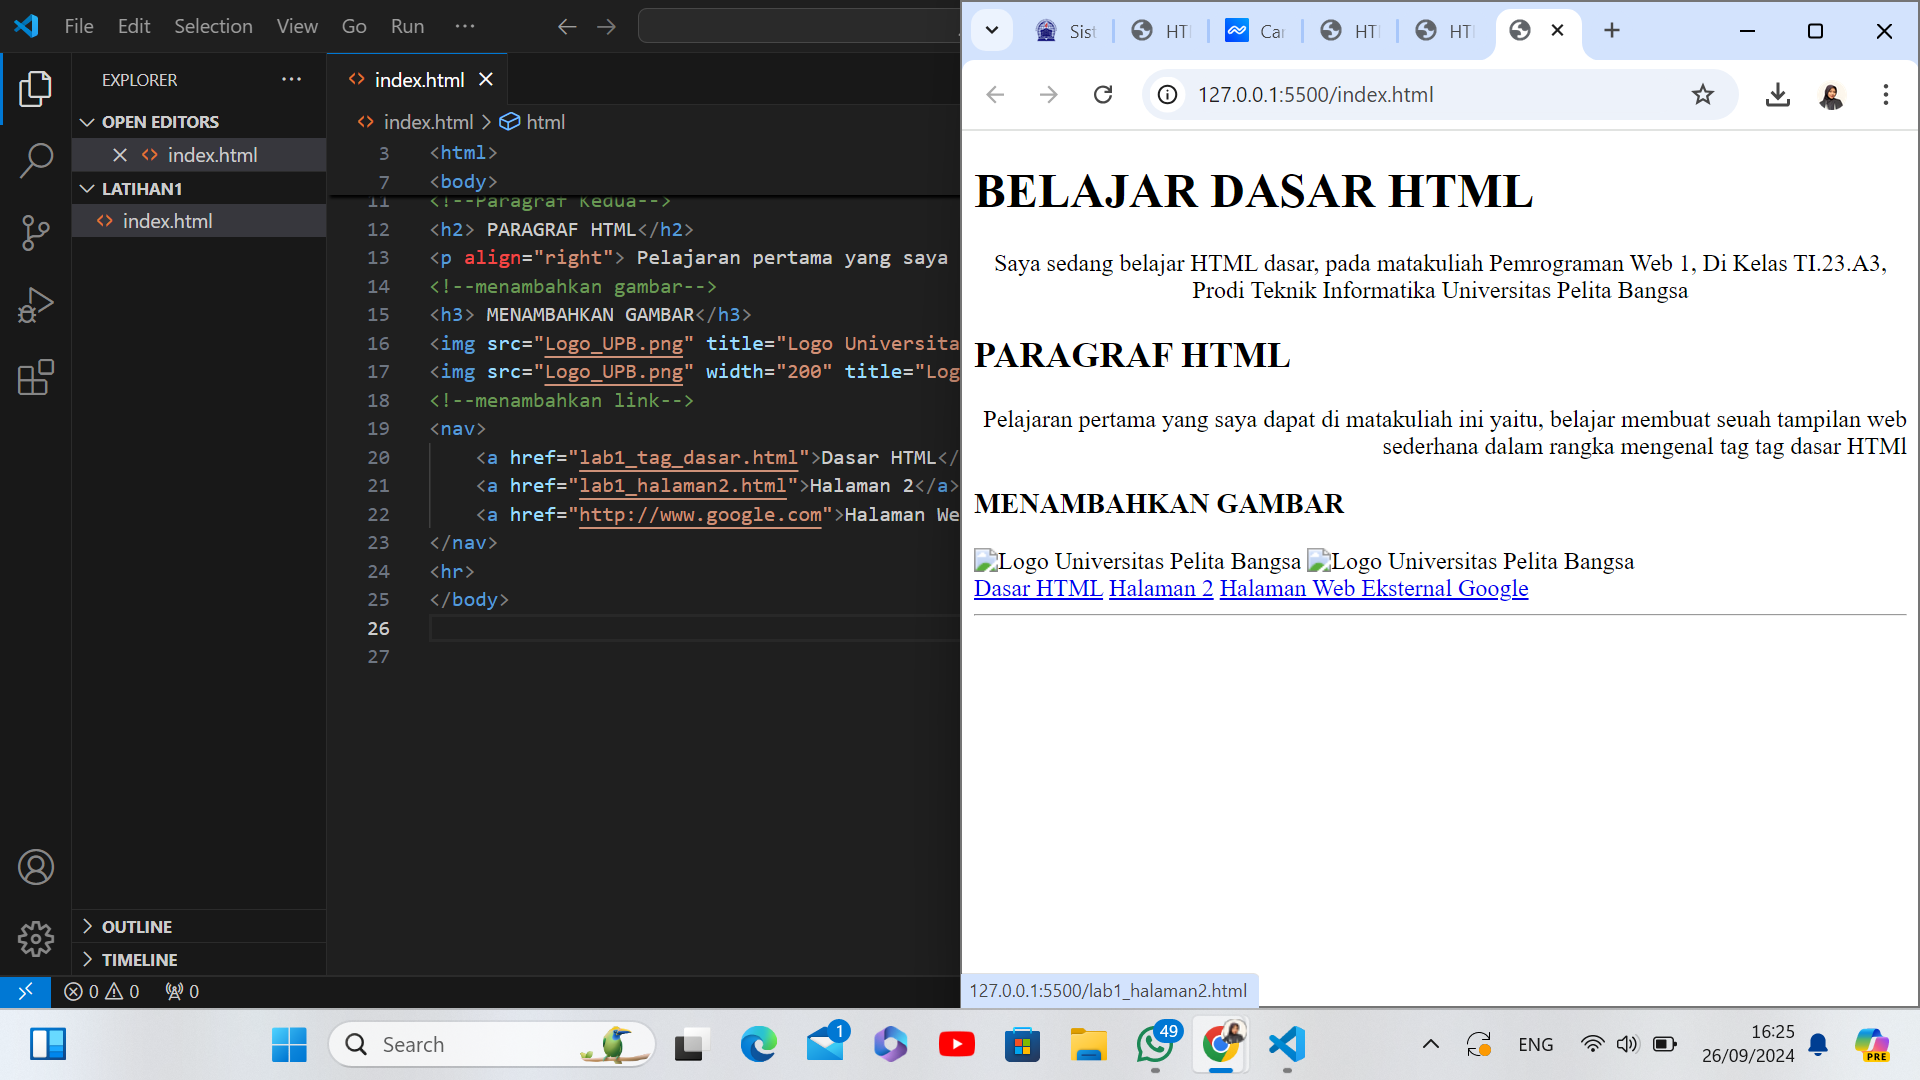 File Edit Selection View Go Run ···
EXPLORER ···
OPEN EDITORS
index.html
LATIHAN1
index.html
OUTLINE
TIMELINE
index.html
index.html > html
3 <html>
7 <body>
11 <!--Paragraf Kedua-->
12 <h2> PARAGRAF HTML</h2>
13 <p align="right"> Pelajaran pertama yang saya
14 <!--menambahkan gambar-->
15 <h3> MENAMBAHKAN GAMBAR</h3>
16 <img src="Logo_UPB.png" title="Logo Universita
17 <img src="Logo_UPB.png" width="200" title="Log
18 <!--menambahkan link-->
19 <nav>
20 <a href="lab1_tag_dasar.html">Dasar HTML</
21 <a href="lab1_halaman2.html">Halaman 2</a>
22 <a href="http://www.google.com">Halaman We
23 </nav>
24 <hr>
25 </body>
26
27
0 0 0
Sist HT Car HT HT
127.0.0.1:5500/index.html
BELAJAR DASAR HTML
Saya sedang belajar HTML dasar, pada matakuliah Pemrograman Web 1, Di Kelas TI.23.A3,
Prodi Teknik Informatika Universitas Pelita Bangsa
PARAGRAF HTML
Pelajaran pertama yang saya dapat di matakuliah ini yaitu, belajar membuat seuah tampilan web
sederhana dalam rangka mengenal tag tag dasar HTMl
MENAMBAHKAN GAMBAR
Logo Universitas Pelita Bangsa Logo Universitas Pelita Bangsa
Dasar HTML Halaman 2 Halaman Web Eksternal Google
127.0.0.1:5500/lab1_halaman2.html
Search
1
49
ENG
16:25
26/09/2024
PRE